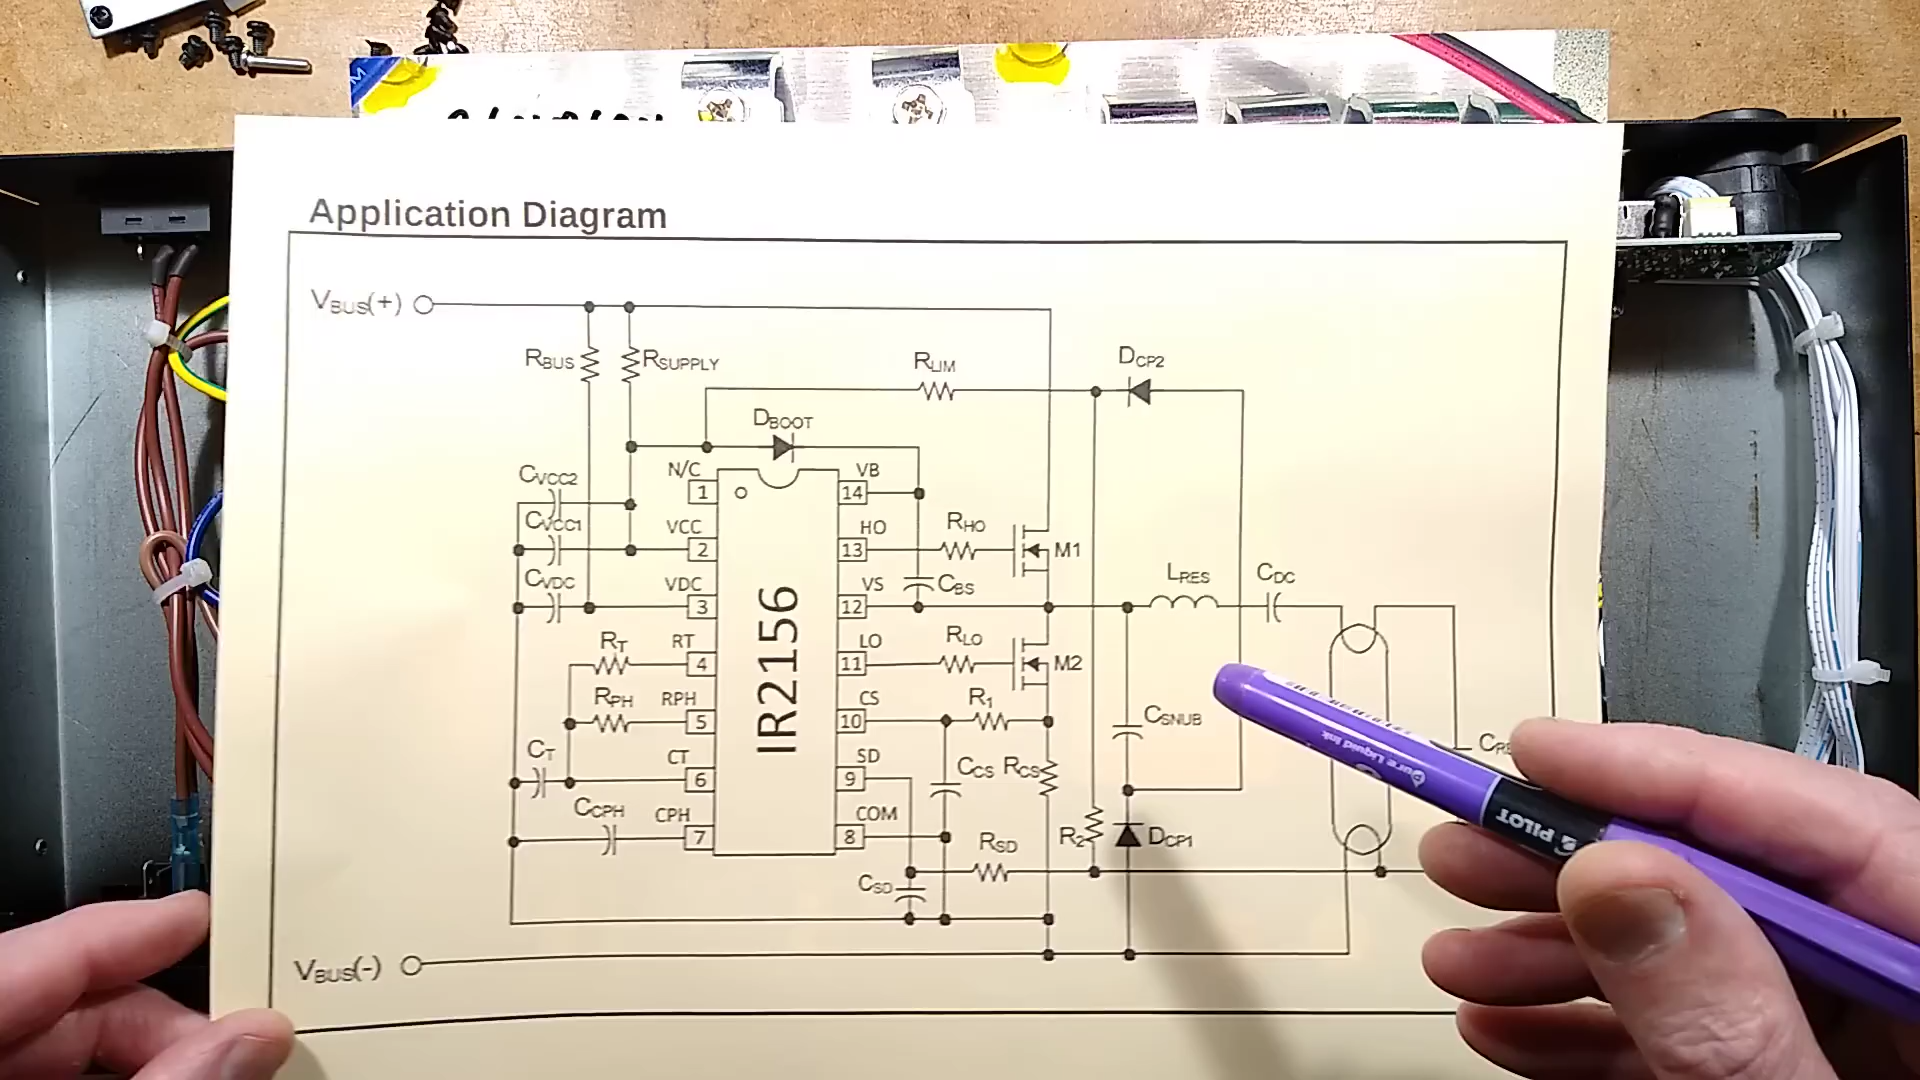 Application Diagram
VBUS(+)
RBUS
RSUPPLY
RLIM
DCP2
DBOOT
CVCC2
N/C
1
14
VB
CVCC1
VCC
2
13
HO
RHO
M1
CVDC
VDC
3
12
VS
CBS
LRES
CDC
IR2156
RT
RT
4
11
LO
RLO
M2
RPH
RPH
5
10
CS
R1
CSNUB
CT
CT
6
9
SD
CCS
RCS
CCPH
CPH
7
8
COM
RSD
R2
DCP1
CSD
VBUS(-)
Pure Liquid Ink
PILOT